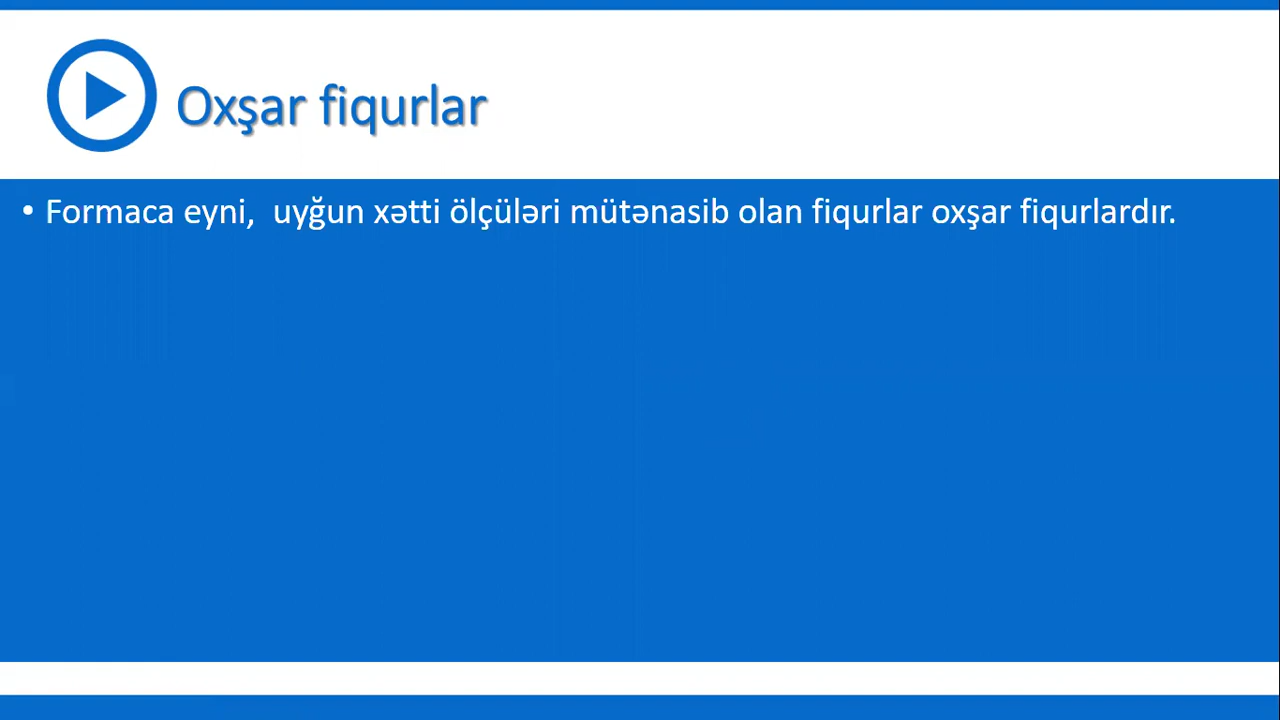 Oxşar fiqurlar
• Formaca eyni,  uyğun xətti ölçüləri mütənasib olan fiqurlar oxşar fiqurlardır.